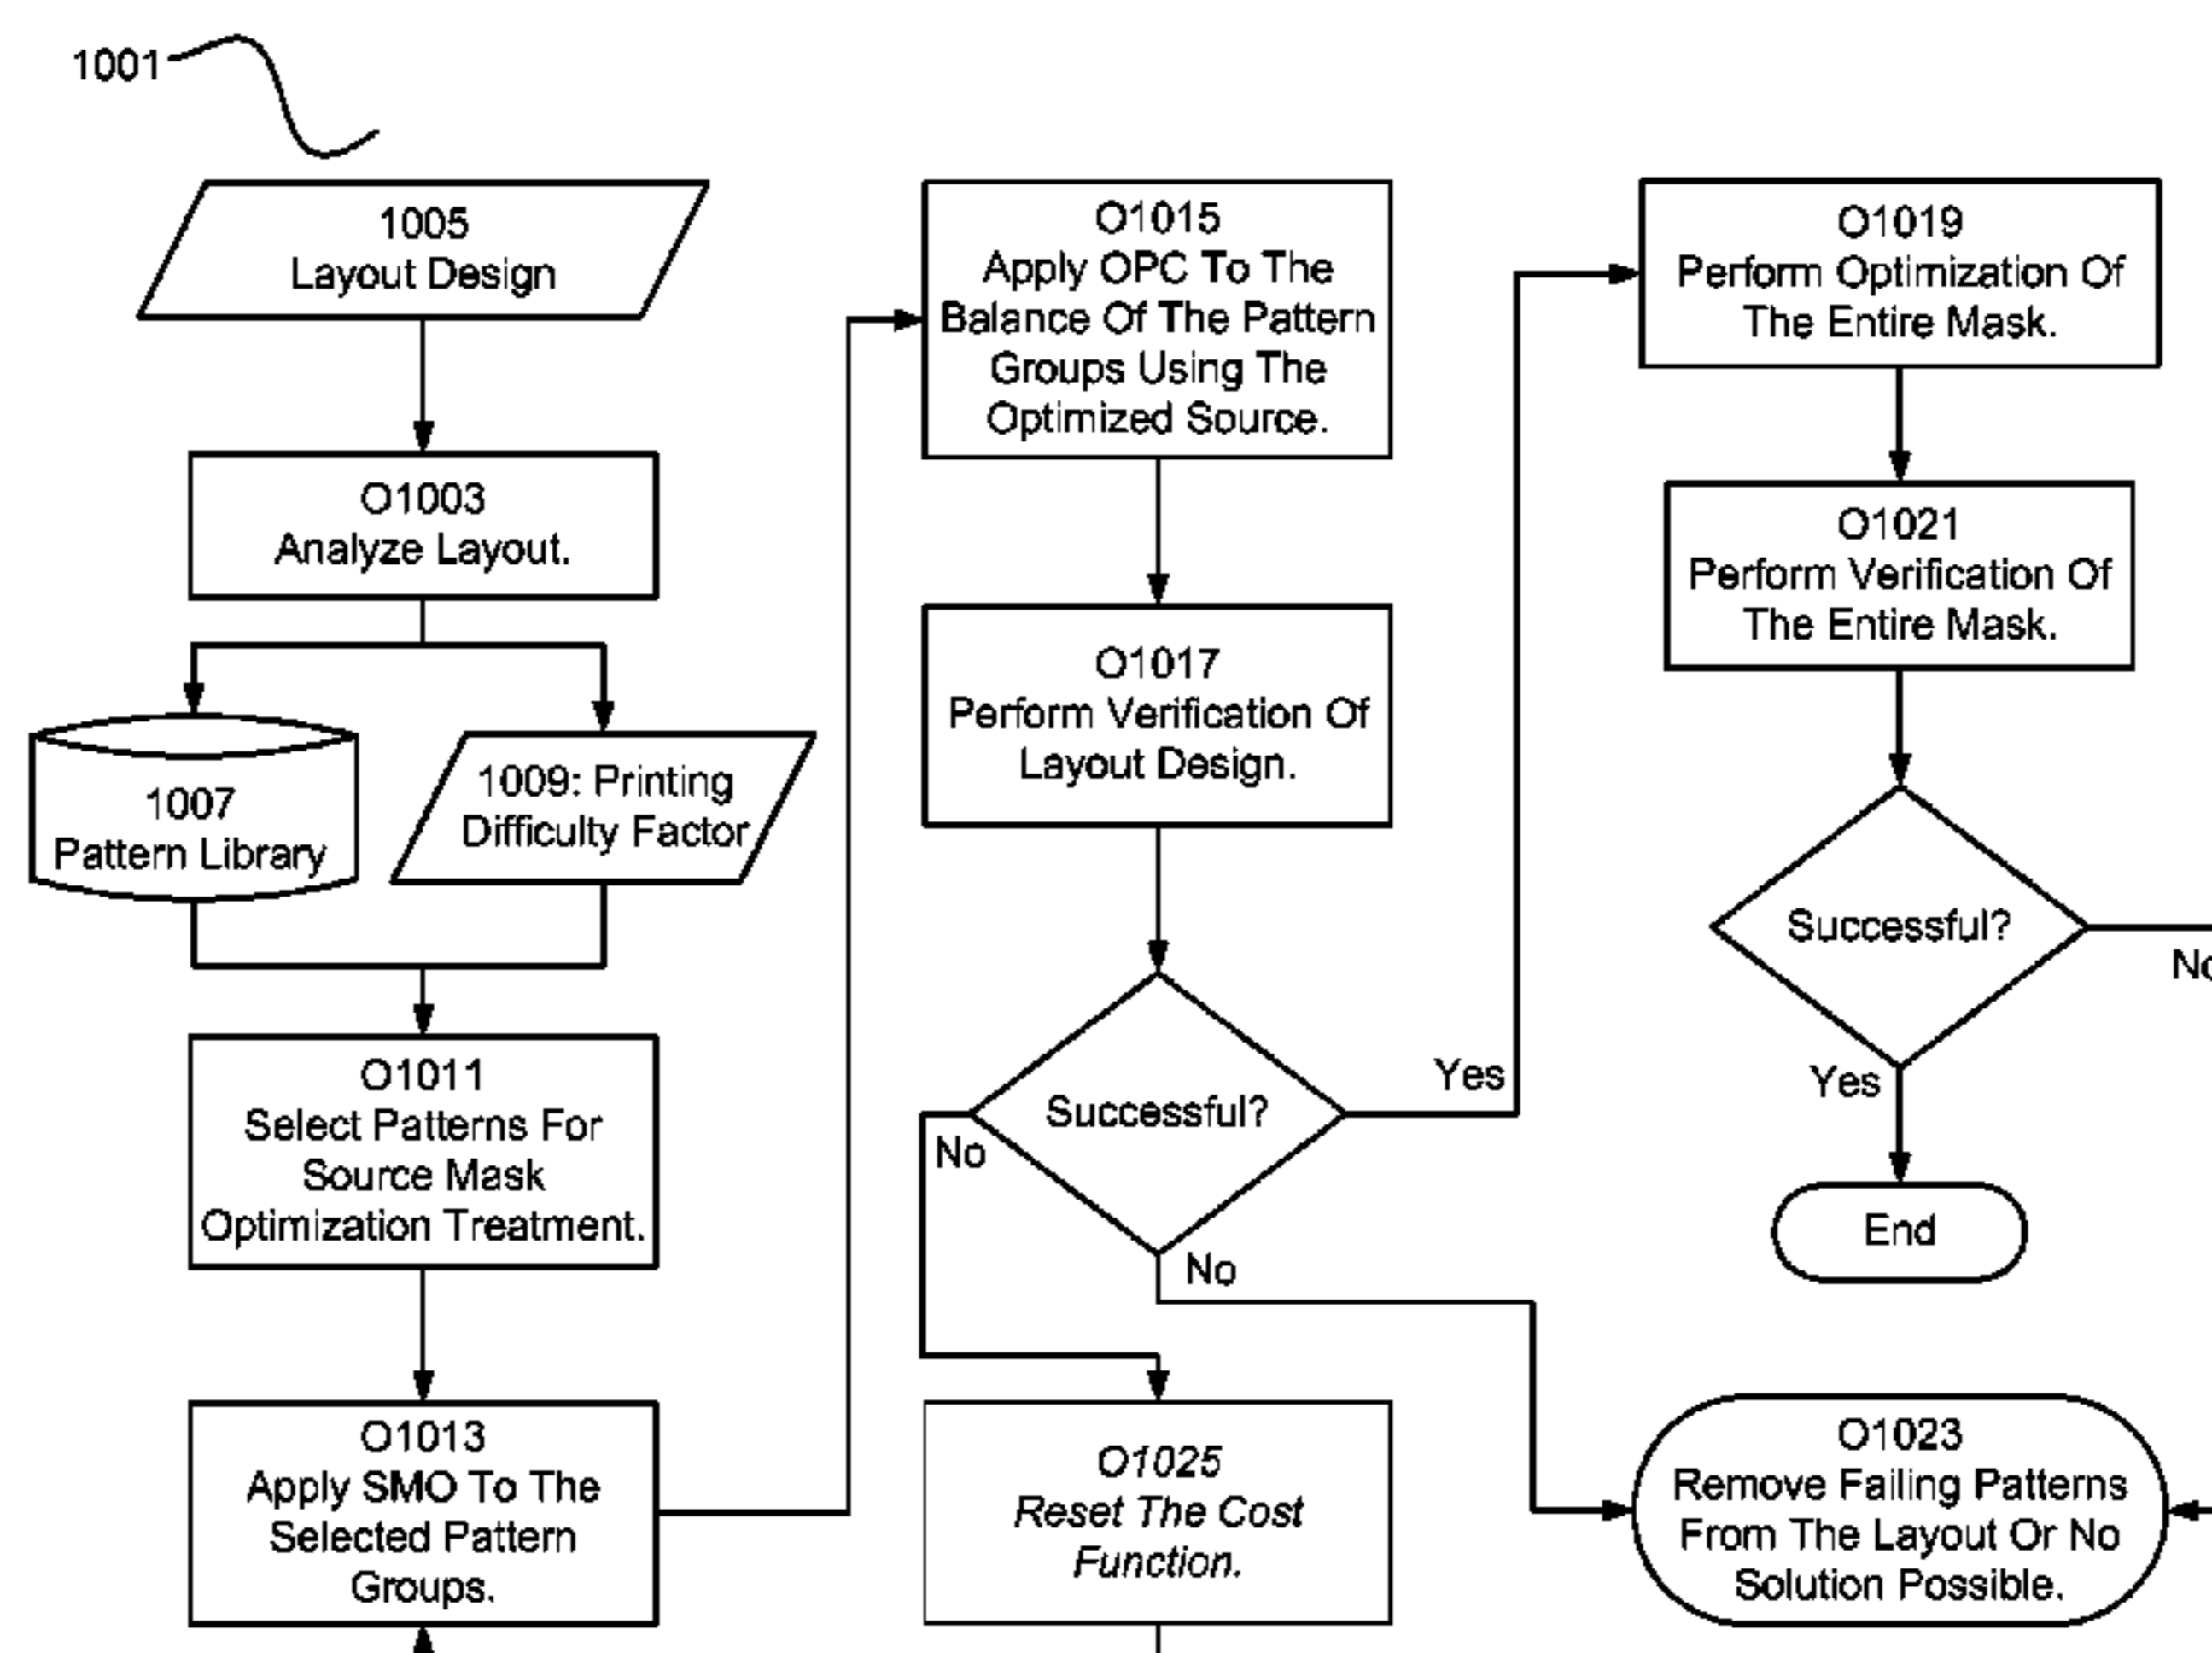 1001
1005
Layout Design
O1003
Analyze Layout.
1007
Pattern Library
1009: Printing
Difficulty Factor
O1011
Select Patterns For
Source Mask
Optimization Treatment.
O1013
Apply SMO To The
Selected Pattern
Groups.
O1015
Apply OPC To The
Balance Of The Pattern
Groups Using The
Optimized Source.
O1017
Perform Verification Of
Layout Design.
Successful?
Yes
No
No
O1025
Reset The Cost
Function.
O1019
Perform Optimization Of
The Entire Mask.
O1021
Perform Verification Of
The Entire Mask.
Successful?
No
Yes
End
O1023
Remove Failing Patterns
From The Layout Or No
Solution Possible.